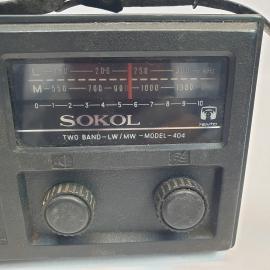 L 200 250 300 KHz
M 550 700 900 1000 1300
0 1 2 3 4 5 6 7 8 9 10
SOKOL
TWO BAND-LW/MW-MODEL-404